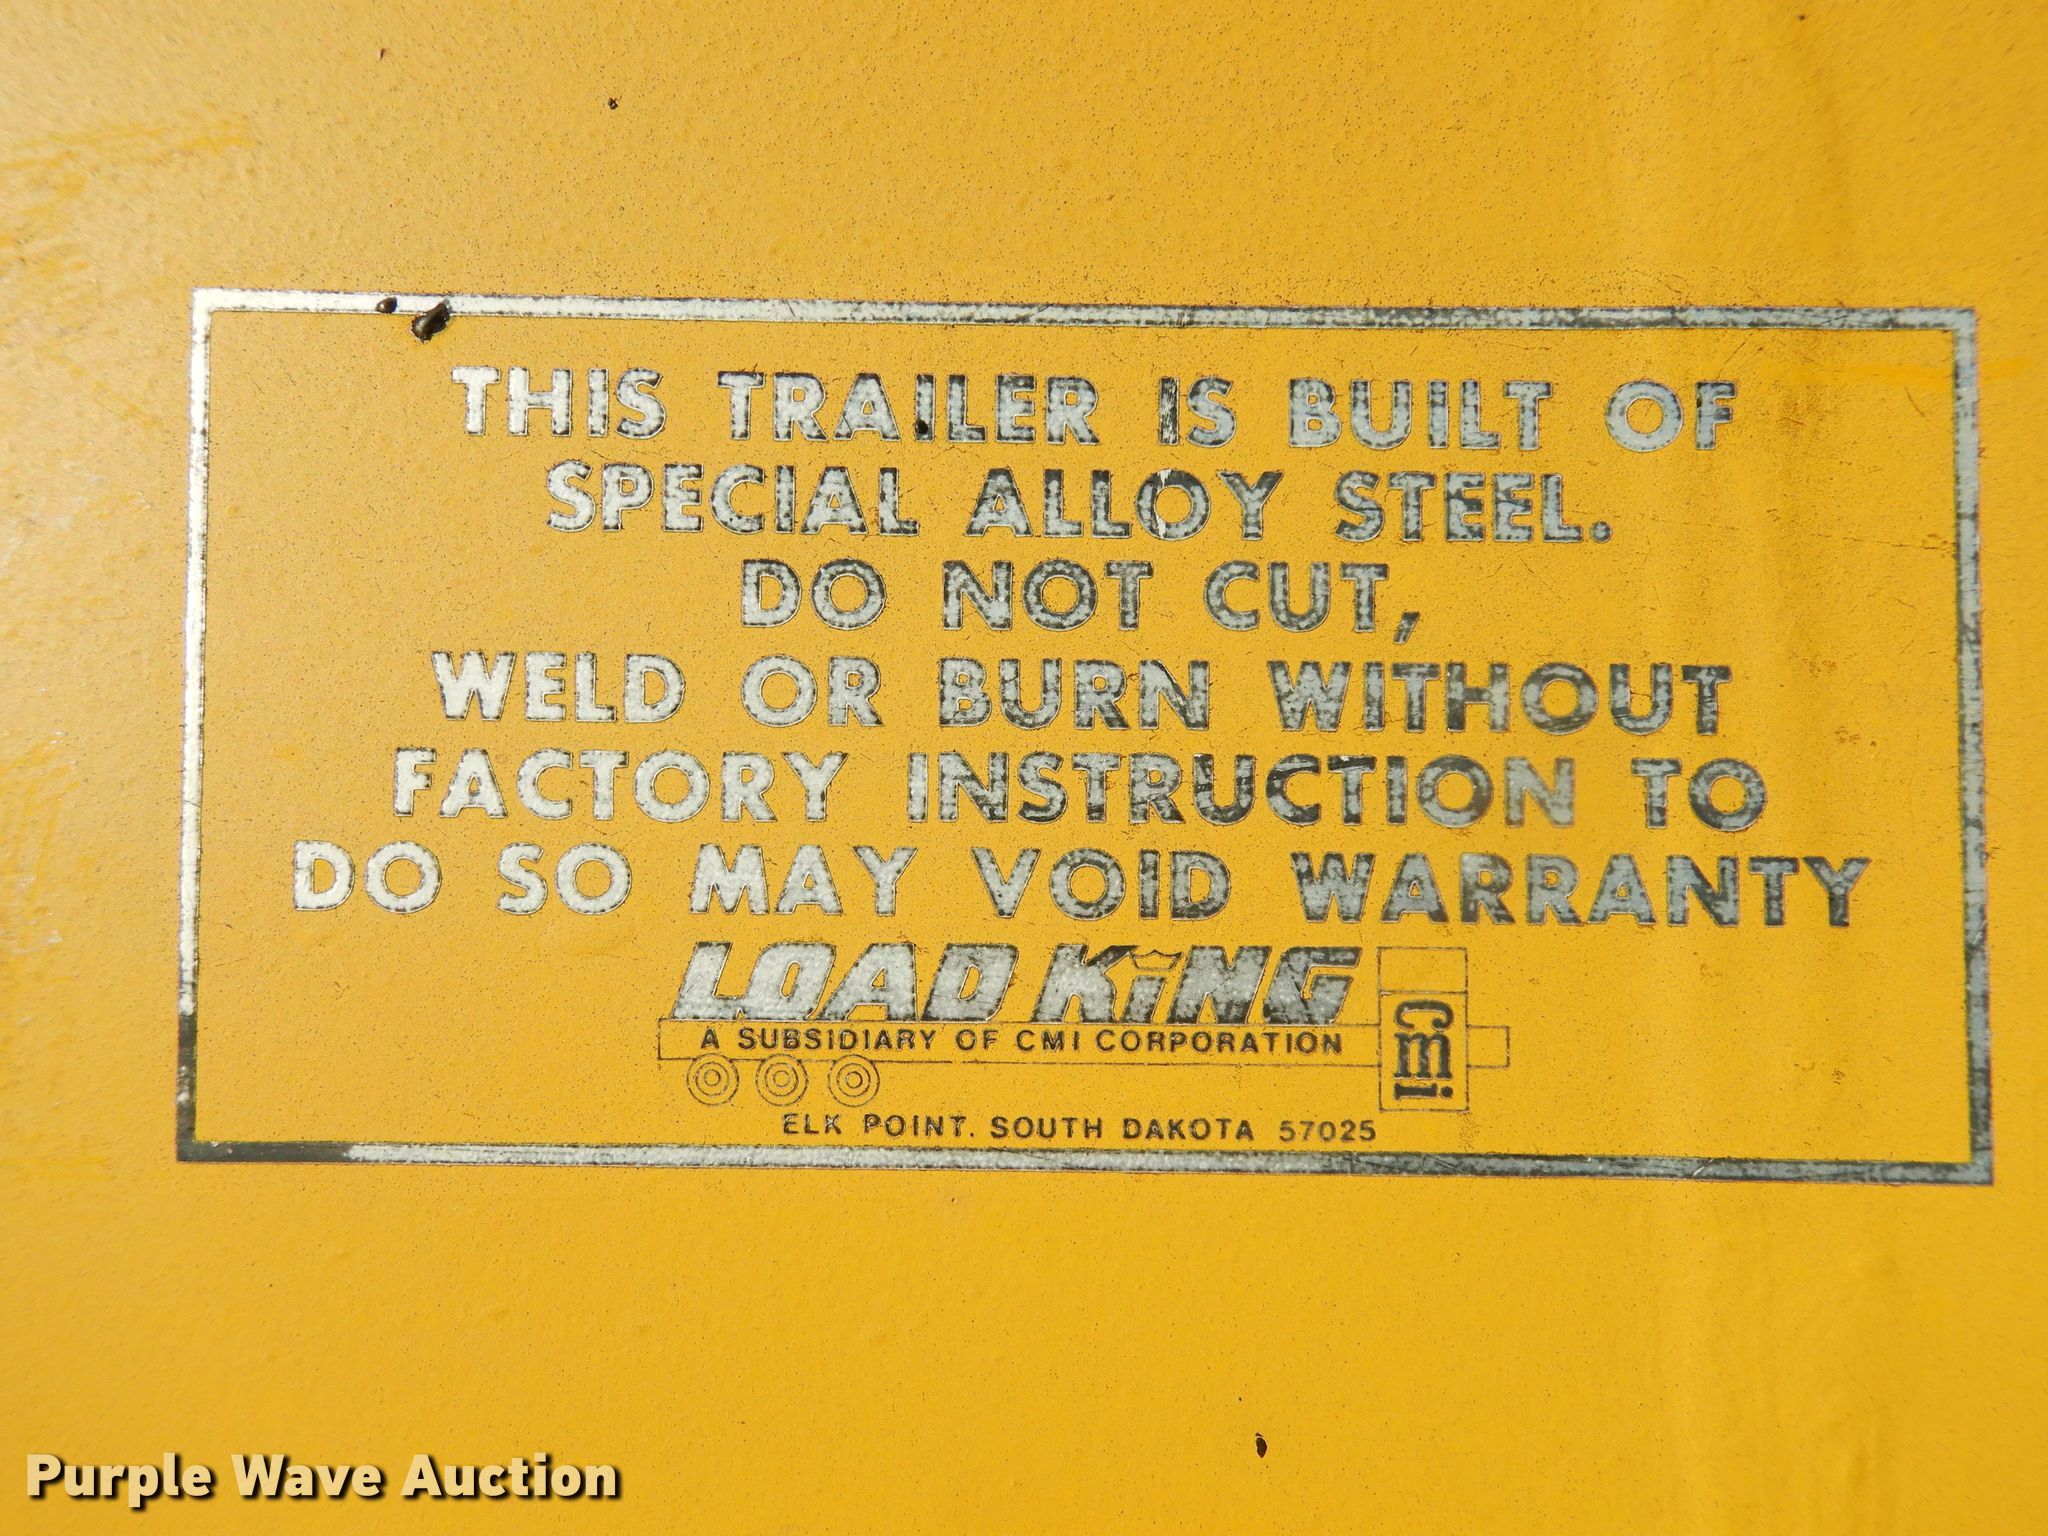 THIS TRAILER IS BUILT OF
SPECIAL ALLOY STEEL.
DO NOT CUT,
WELD OR BURN WITHOUT
FACTORY INSTRUCTION TO
DO SO MAY VOID WARRANTY
LOAD KiNG
A SUBSIDIARY OF CMI CORPORATION
cmi
ELK POINT. SOUTH DAKOTA 57025
Purple Wave Auction